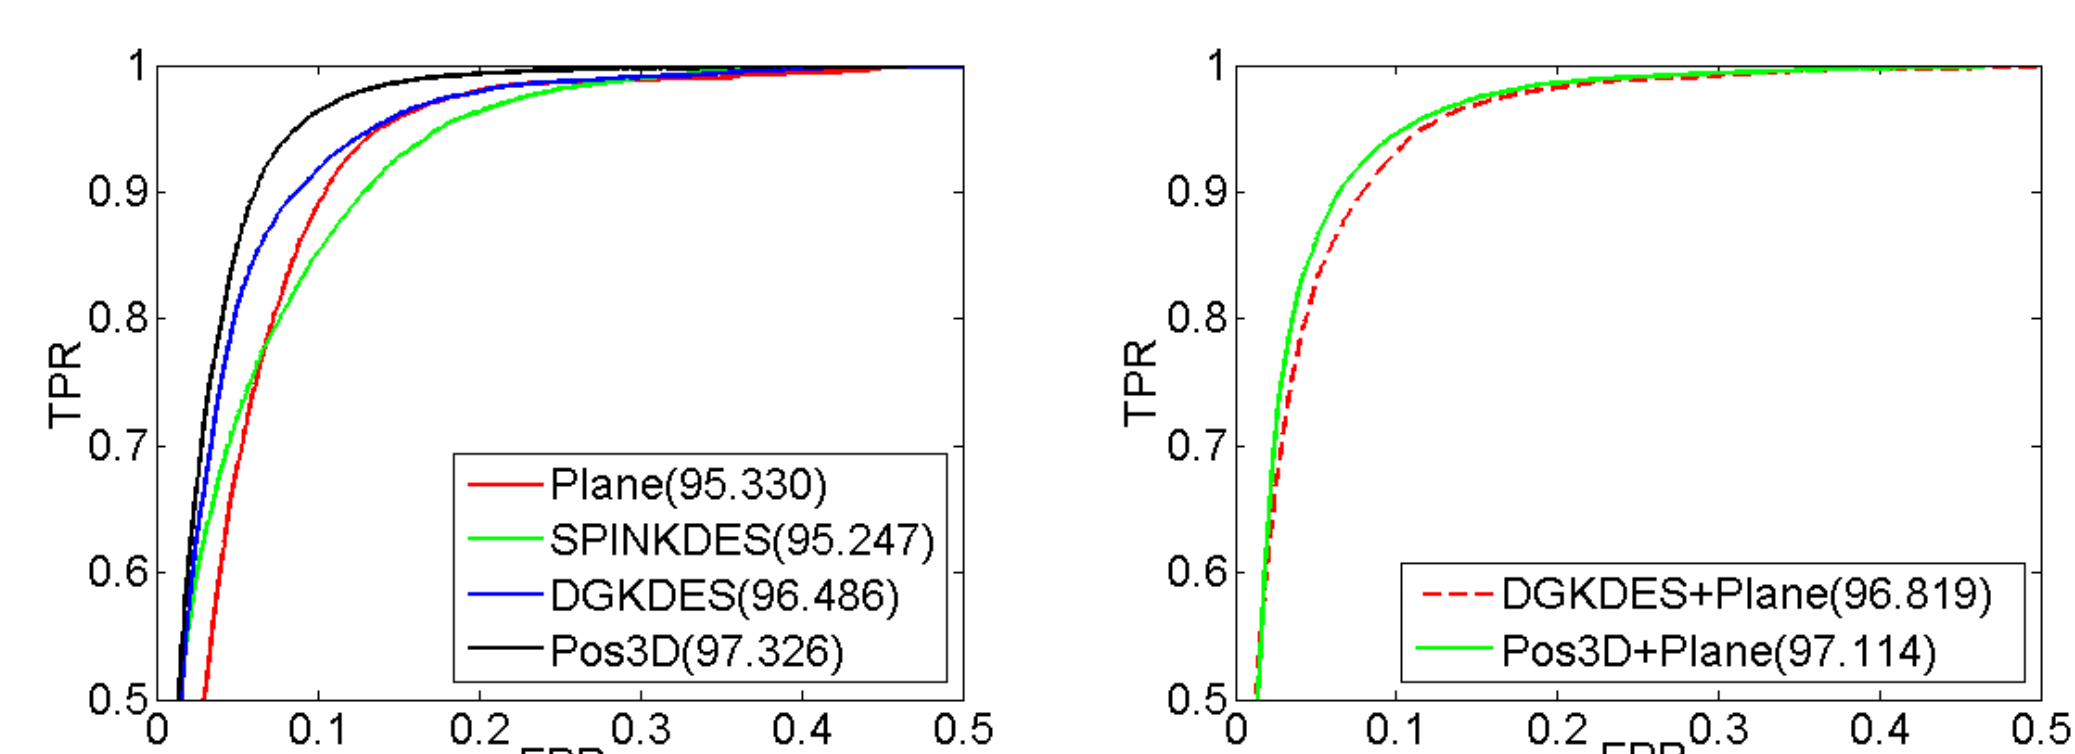 1
0.9
0.8
0.7
0.6
0.5
TPR
0 0.1 0.2 0.3 0.4 0.5
Plane(95.330)
SPINKDES(95.247)
DGKDES(96.486)
Pos3D(97.326)
1
0.9
0.8
0.7
0.6
0.5
TPR
0 0.1 0.2 0.3 0.4 0.5
DGKDES+Plane(96.819)
Pos3D+Plane(97.114)